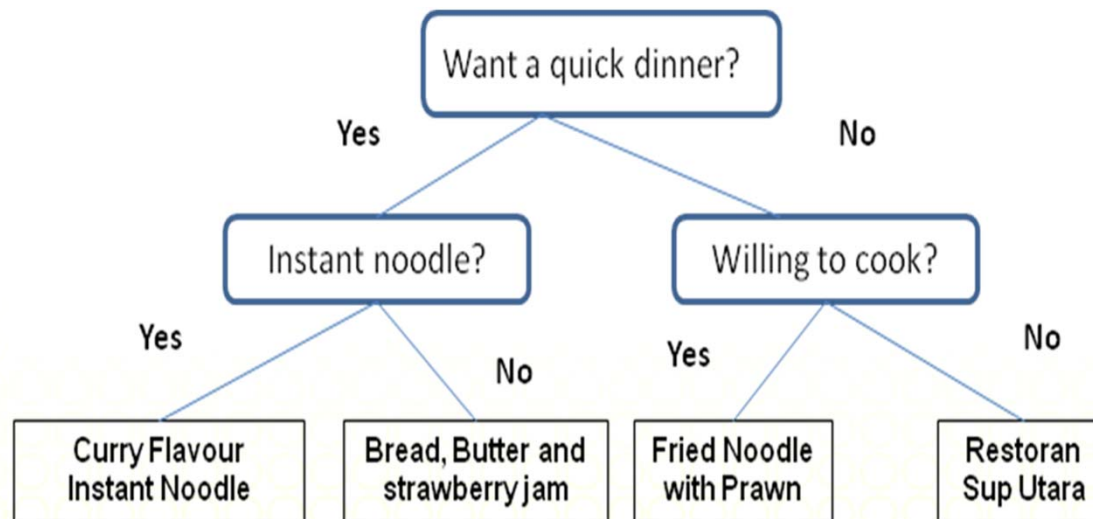 Want a quick dinner?
Yes
No
Instant noodle?
Willing to cook?
Yes
No
Yes
No
Curry Flavour
Instant Noodle
Bread, Butter and
strawberry jam
Fried Noodle
with Prawn
Restoran
Sup Utara